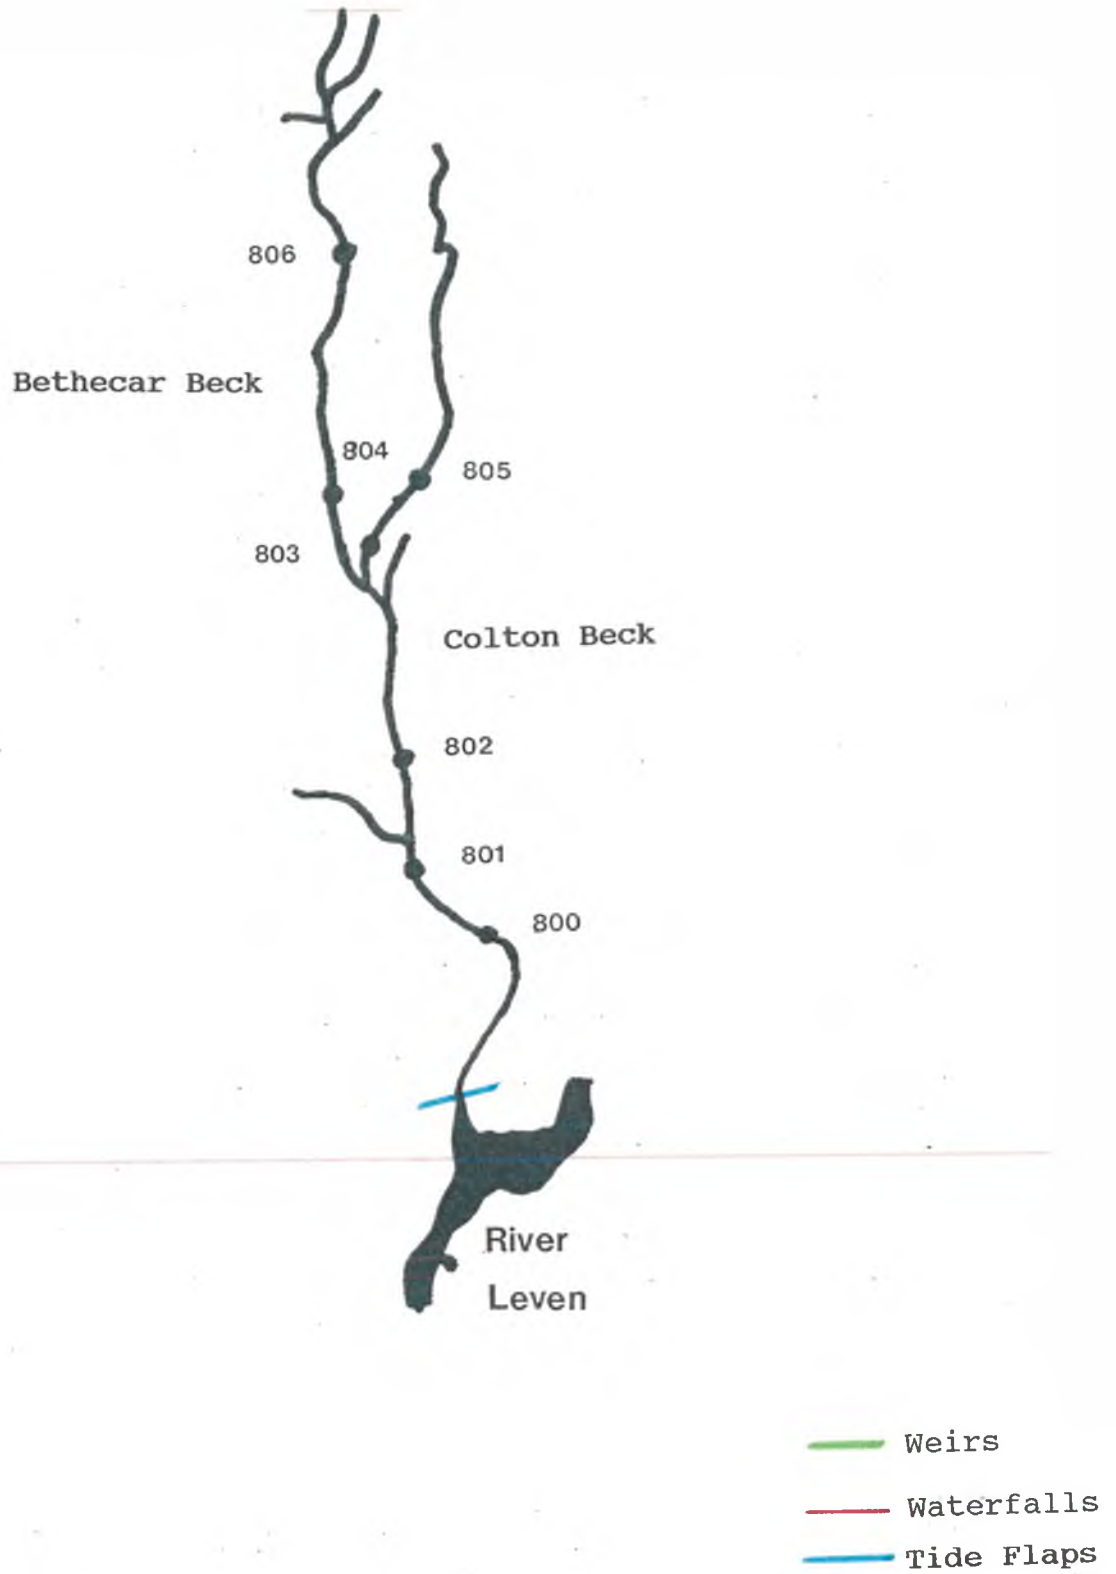 806
Bethecar Beck
804
805
803
Colton Beck
802
801
800
River
Leven
Weirs
Waterfalls
Tide Flaps